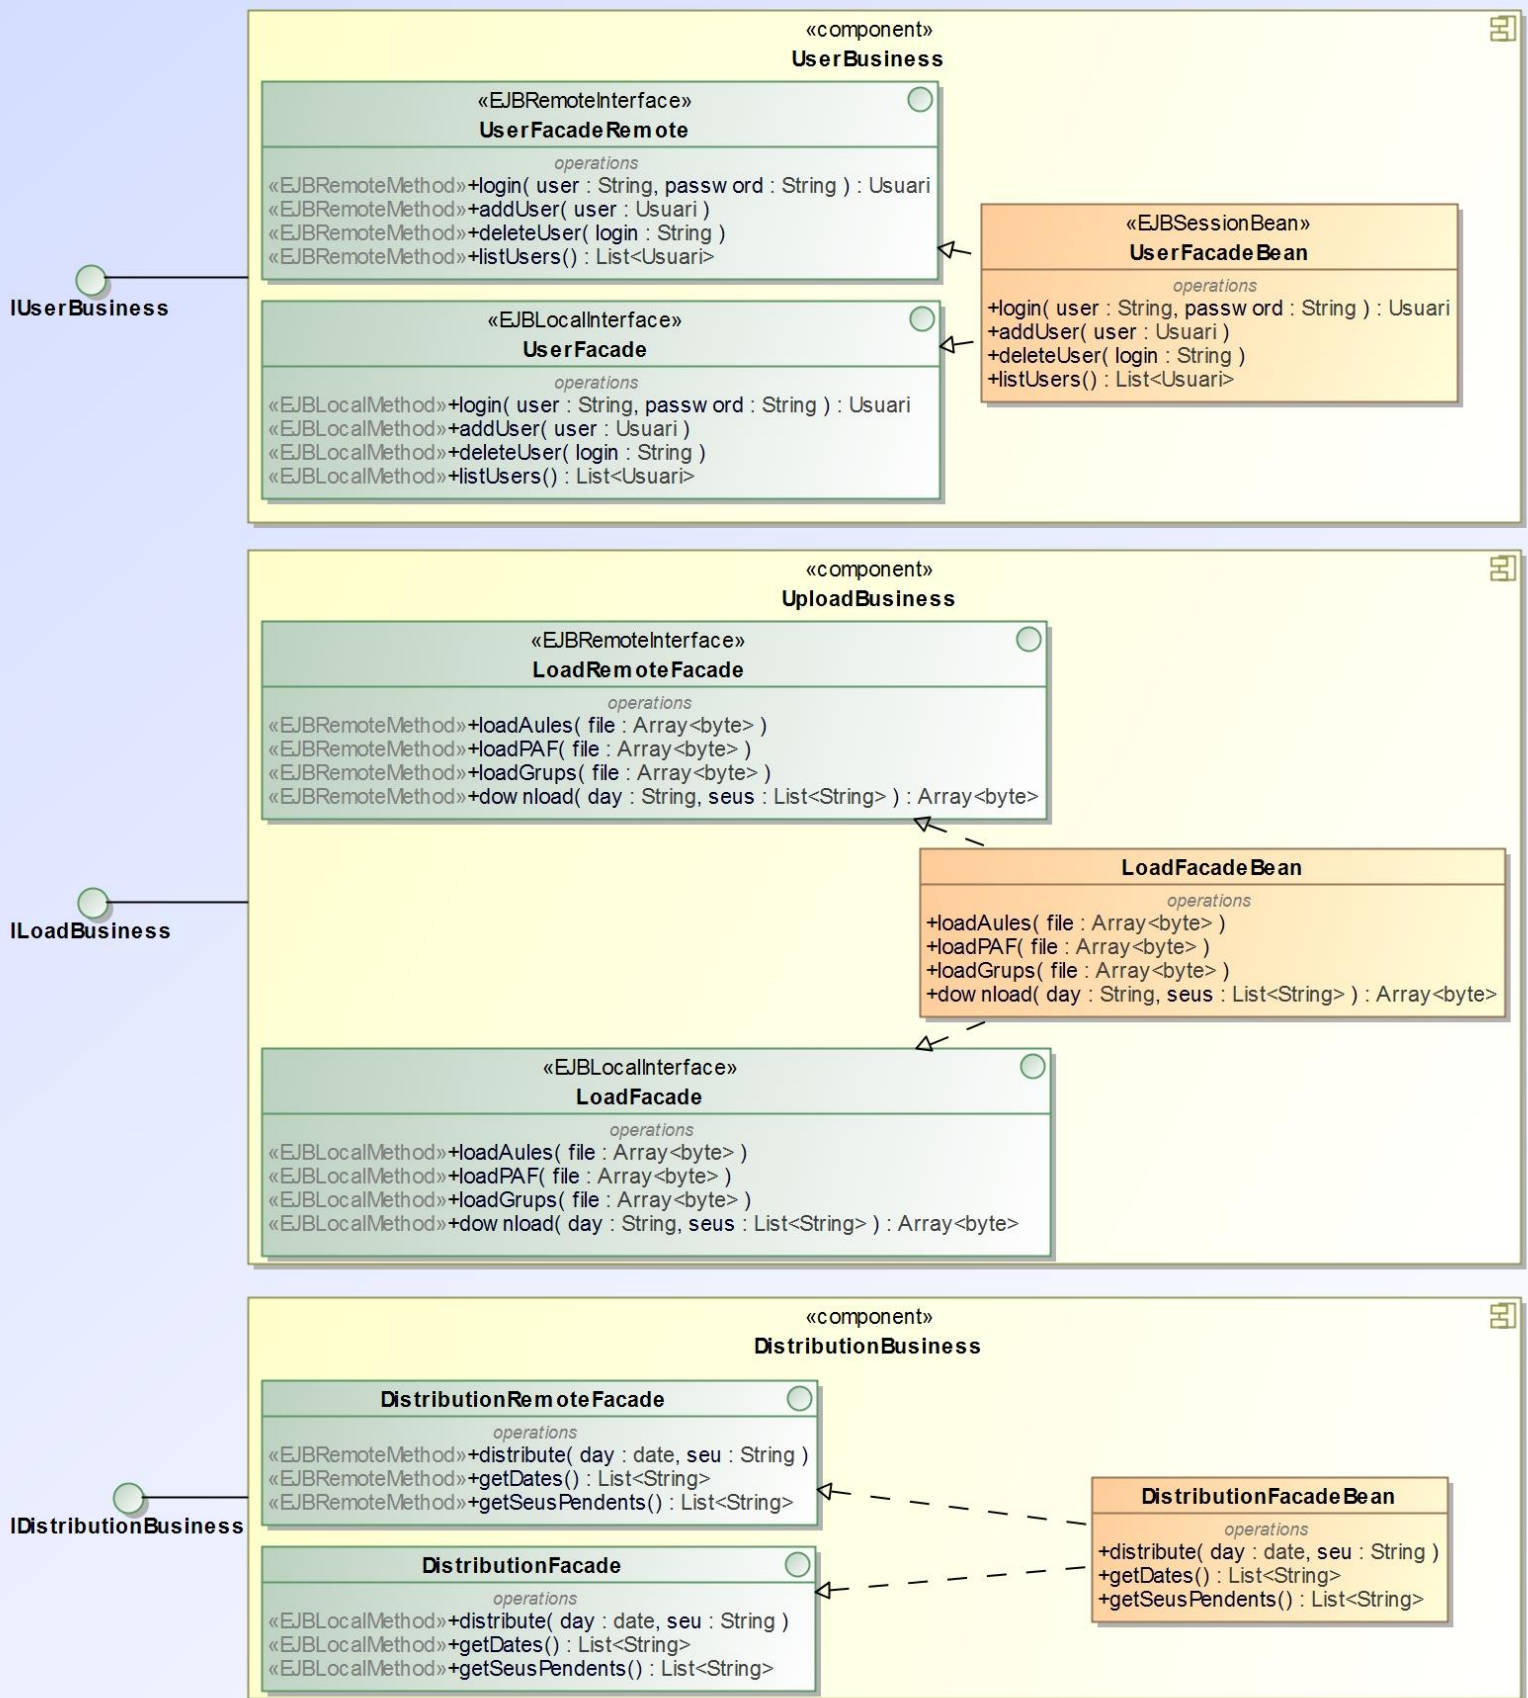 «component»
UserBusiness
«EJBRemoteInterface»
UserFacadeRemote
operations
«EJBRemoteMethod»+login( user : String, password : String ) : Usuari
«EJBRemoteMethod»+addUser( user : Usuari )
«EJBRemoteMethod»+deleteUser( login : String )
«EJBRemoteMethod»+listUsers() : List<Usuari>
«EJBSessionBean»
UserFacadeBean
operations
+login( user : String, password : String ) : Usuari
+addUser( user : Usuari )
+deleteUser( login : String )
+listUsers() : List<Usuari>
IUserBusiness
«EJBLocalInterface»
UserFacade
operations
«EJBLocalMethod»+login( user : String, password : String ) : Usuari
«EJBLocalMethod»+addUser( user : Usuari )
«EJBLocalMethod»+deleteUser( login : String )
«EJBLocalMethod»+listUsers() : List<Usuari>
«component»
UploadBusiness
«EJBRemoteInterface»
LoadRemoteFacade
operations
«EJBRemoteMethod»+loadAules( file : Array<byte> )
«EJBRemoteMethod»+loadPAF( file : Array<byte> )
«EJBRemoteMethod»+loadGrups( file : Array<byte> )
«EJBRemoteMethod»+download( day : String, seus : List<String> ) : Array<byte>
LoadFacadeBean
operations
+loadAules( file : Array<byte> )
+loadPAF( file : Array<byte> )
+loadGrups( file : Array<byte> )
+download( day : String, seus : List<String> ) : Array<byte>
ILoadBusiness
«EJBLocalInterface»
LoadFacade
operations
«EJBLocalMethod»+loadAules( file : Array<byte> )
«EJBLocalMethod»+loadPAF( file : Array<byte> )
«EJBLocalMethod»+loadGrups( file : Array<byte> )
«EJBLocalMethod»+download( day : String, seus : List<String> ) : Array<byte>
«component»
DistributionBusiness
DistributionRemoteFacade
operations
«EJBRemoteMethod»+distribute( day : date, seu : String )
«EJBRemoteMethod»+getDates() : List<String>
«EJBRemoteMethod»+getSeusPendents() : List<String>
IDistributionBusiness
DistributionFacadeBean
operations
+distribute( day : date, seu : String )
+getDates() : List<String>
+getSeusPendents() : List<String>
DistributionFacade
operations
«EJBLocalMethod»+distribute( day : date, seu : String )
«EJBLocalMethod»+getDates() : List<String>
«EJBLocalMethod»+getSeusPendents() : List<String>